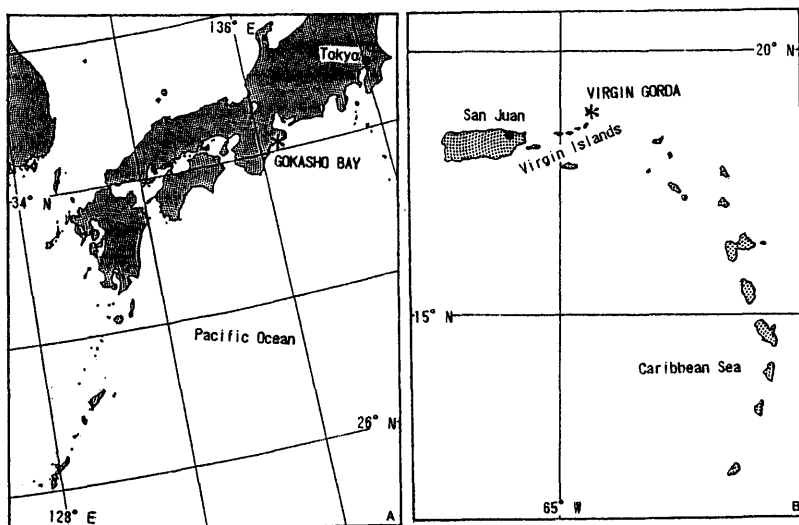 136° E
Tokyo
GOKASHO BAY
34° N
Pacific Ocean
26° N
128° E
A
20° N
VIRGIN GORDA
San Juan
Virgin Islands
15° N
Caribbean Sea
65° W
B